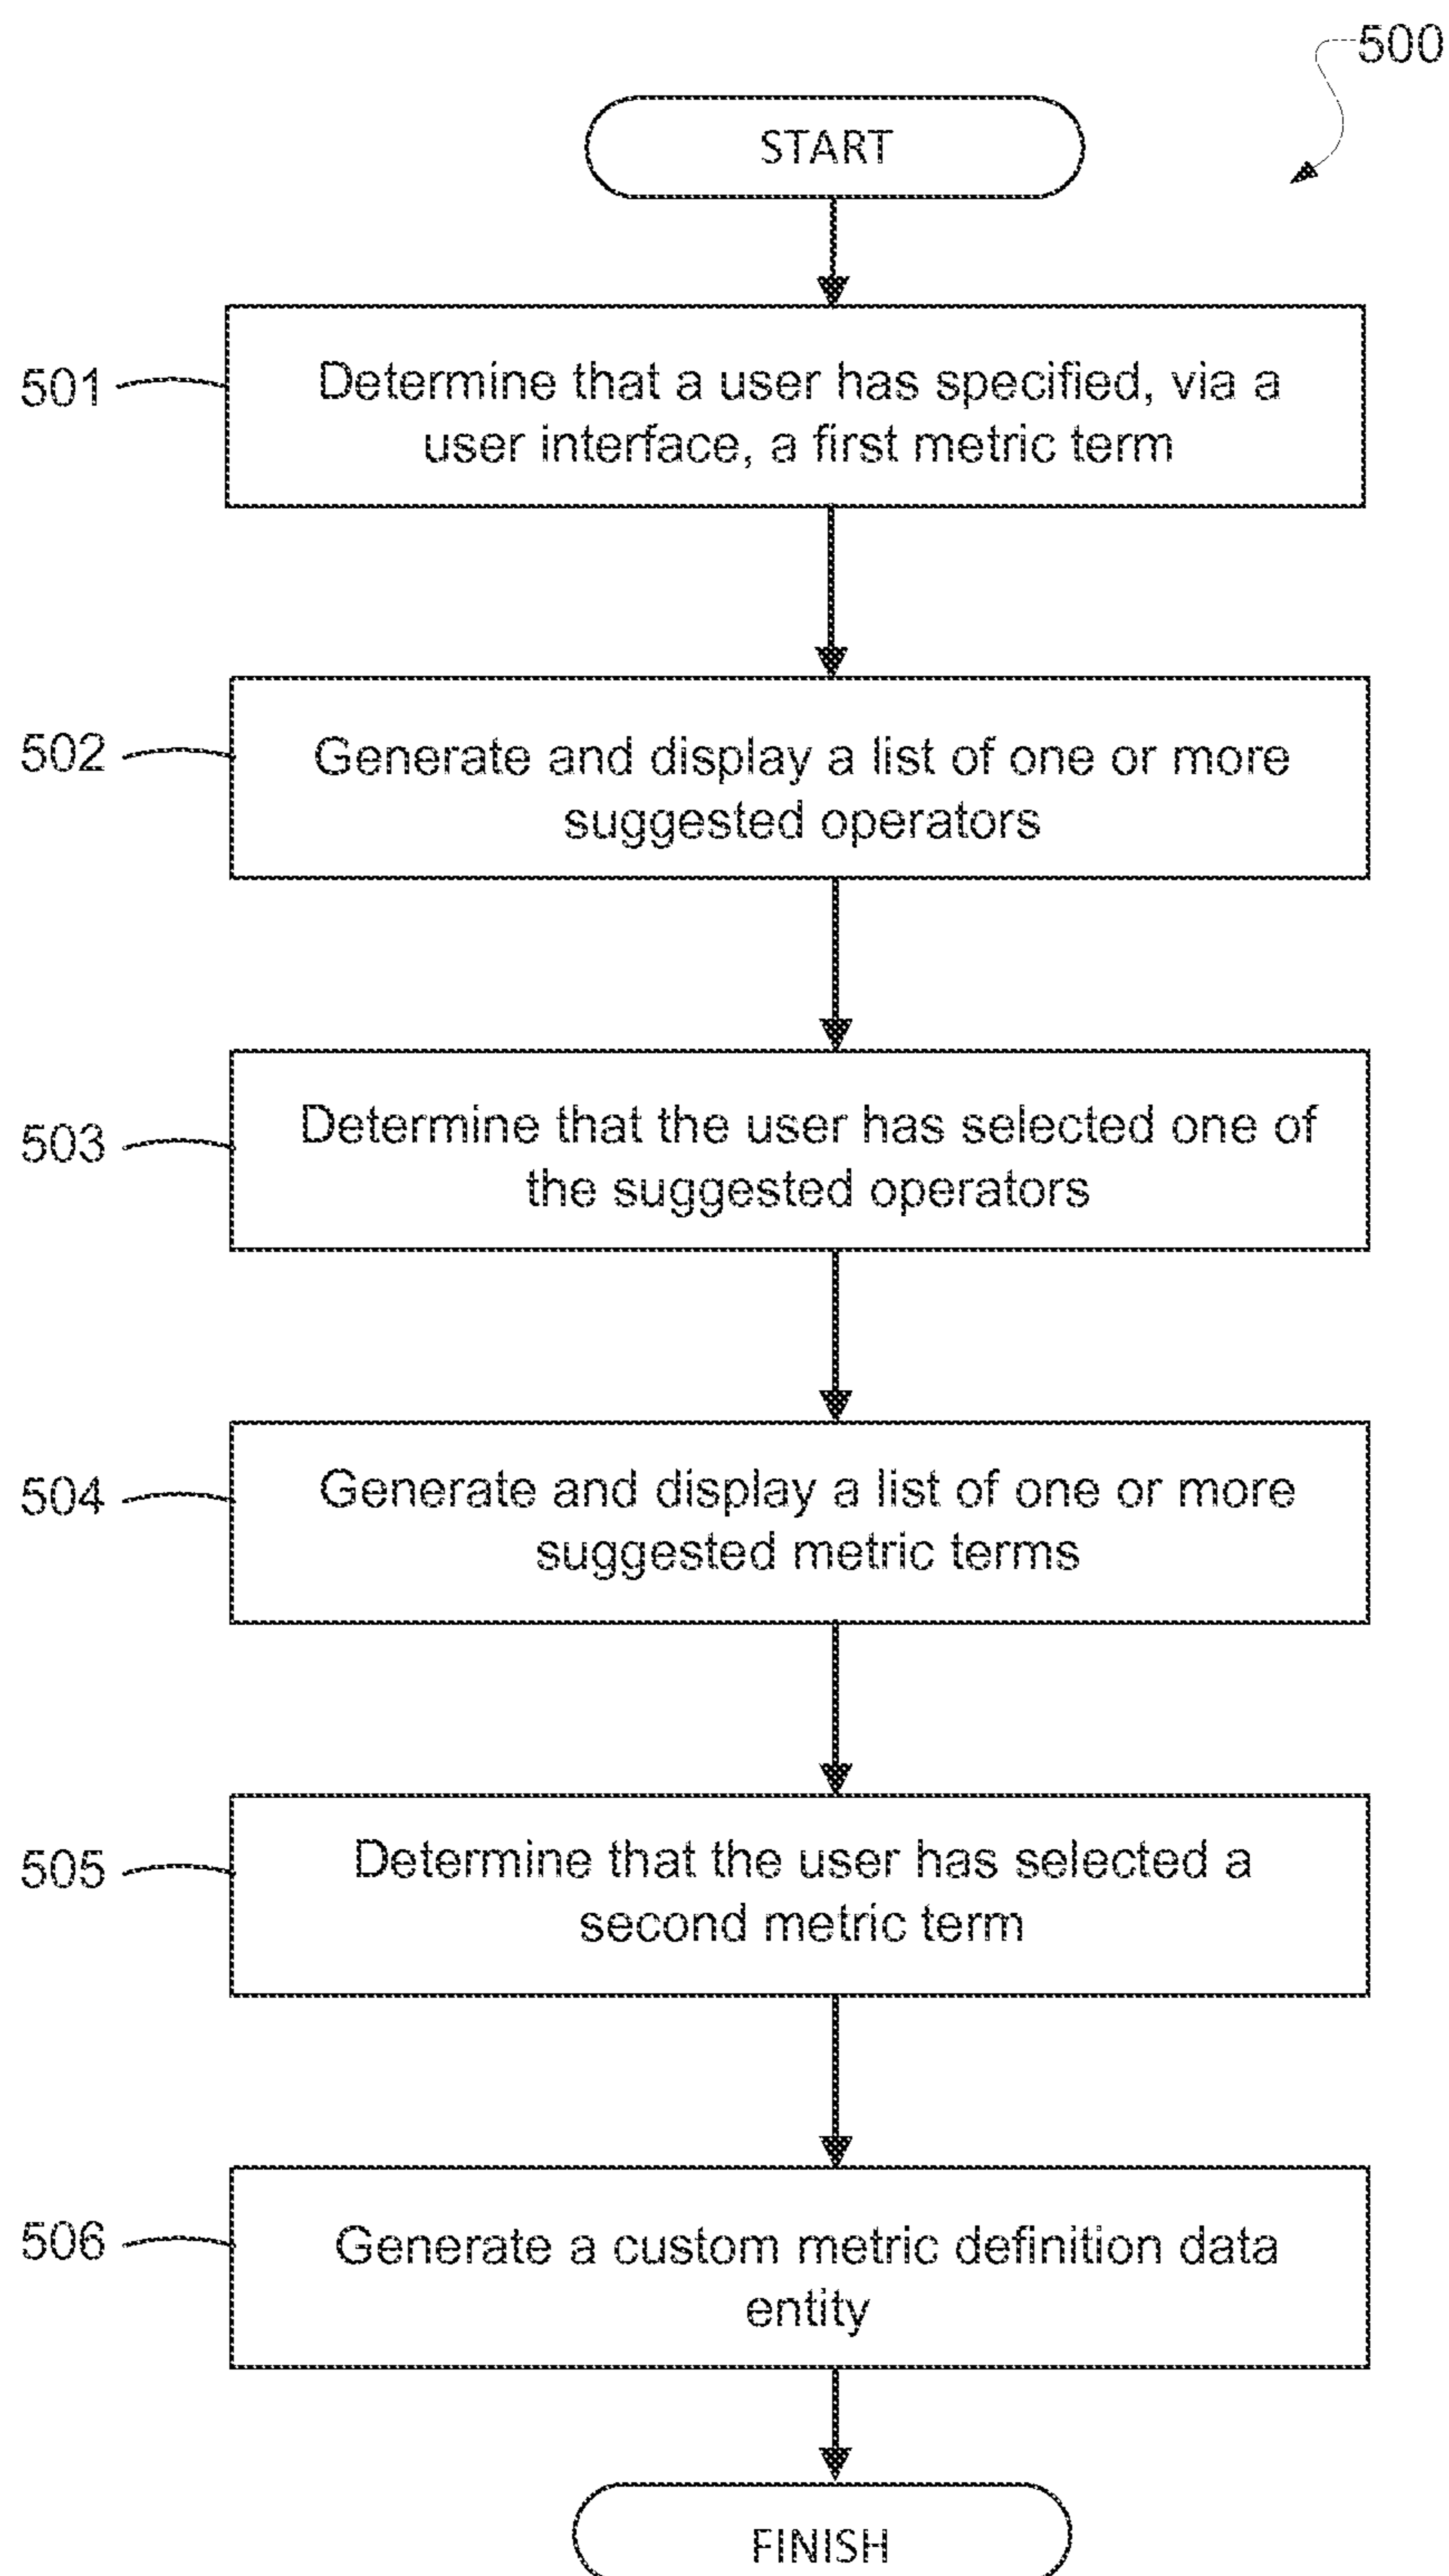 500
START
501
Determine that a user has specified, via a
user interface, a first metric term
502
Generate and display a list of one or more
suggested operators
503
Determine that the user has selected one of
the suggested operators
504
Generate and display a list of one or more
suggested metric terms
505
Determine that the user has selected a
second metric term
506
Generate a custom metric definition data
entity
FINISH